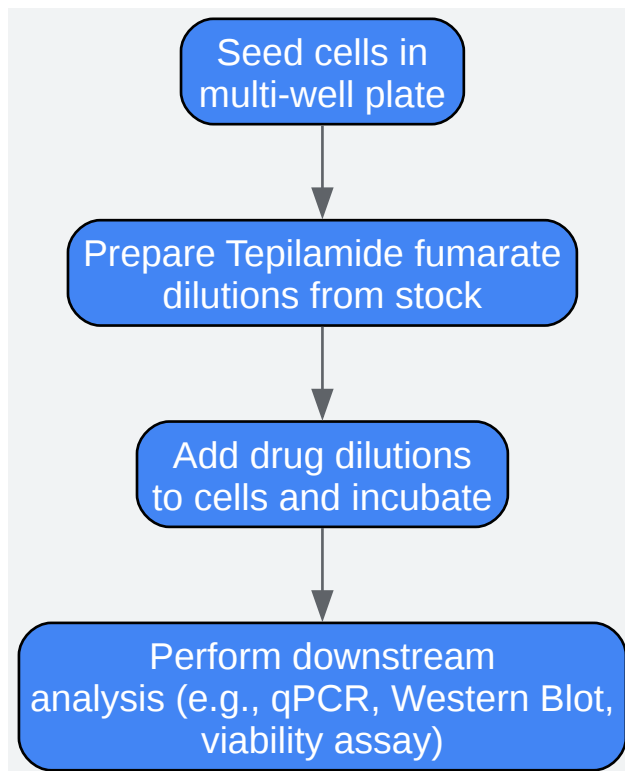 Seed cells in
multi-well plate
Prepare Tepilamide fumarate
dilutions from stock
Add drug dilutions
to cells and incubate
Perform downstream
analysis (e.g., qPCR, Western Blot,
viability assay)